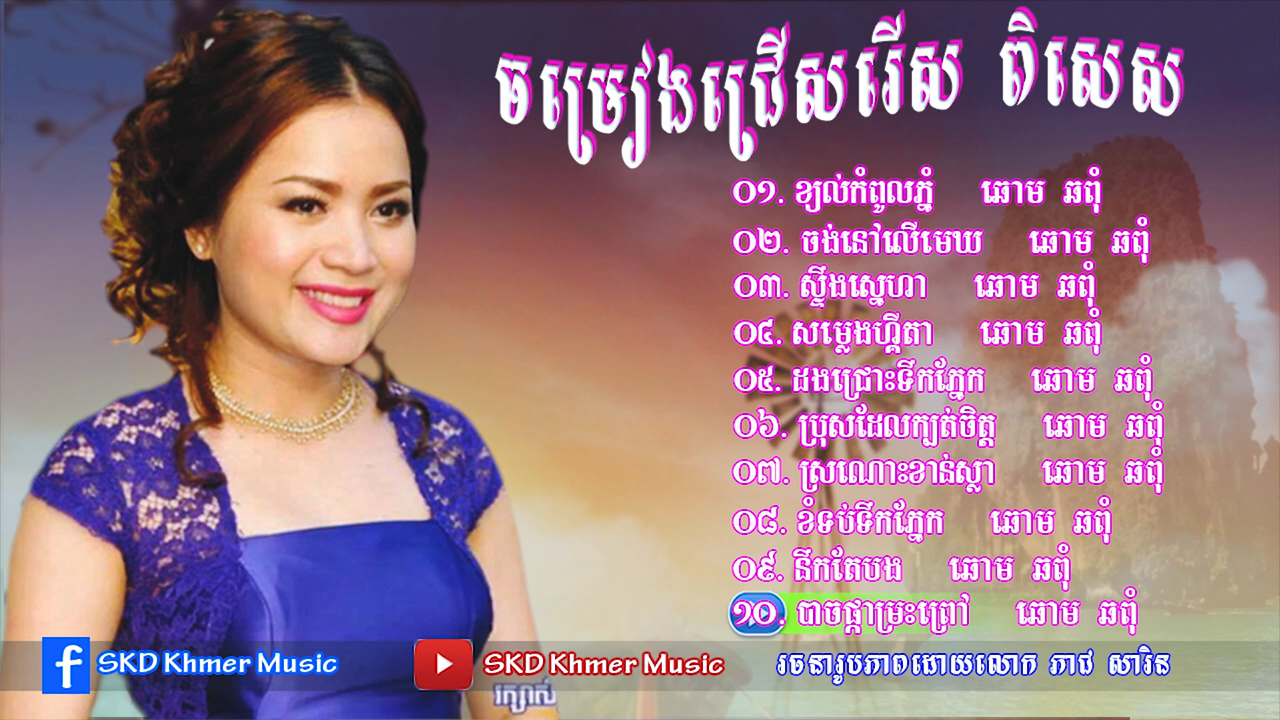 ចម្រៀងជ្រើសរើស ពិសេស
០១. ខ្យល់កំពូលភ្នំ ឆោម ឆពុំ
០២. ចង់នៅលើមេឃ ឆោម ឆពុំ
០៣. ស្ទឹងស្នេហា ឆោម ឆពុំ
០៤. សម្លេងហ្គីតា ឆោម ឆពុំ
០៥. ដងជ្រោះទឹកភ្នែក ឆោម ឆពុំ
០៦. ប្រុសដែលក្បត់ចិត្ត ឆោម ឆពុំ
០៧. ស្រណោះខាន់ស្លា ឆោម ឆពុំ
០៨. ខំទប់ទឹកភ្នែក ឆោម ឆពុំ
០៩. នឹកតែបង ឆោម ឆពុំ
១០. បាចផ្កាម្រះព្រៅ ឆោម ឆពុំ
SKD Khmer Music SKD Khmer Music រចនារូបភាពដោយលោក ភាជ សារិន
រក្សាស់